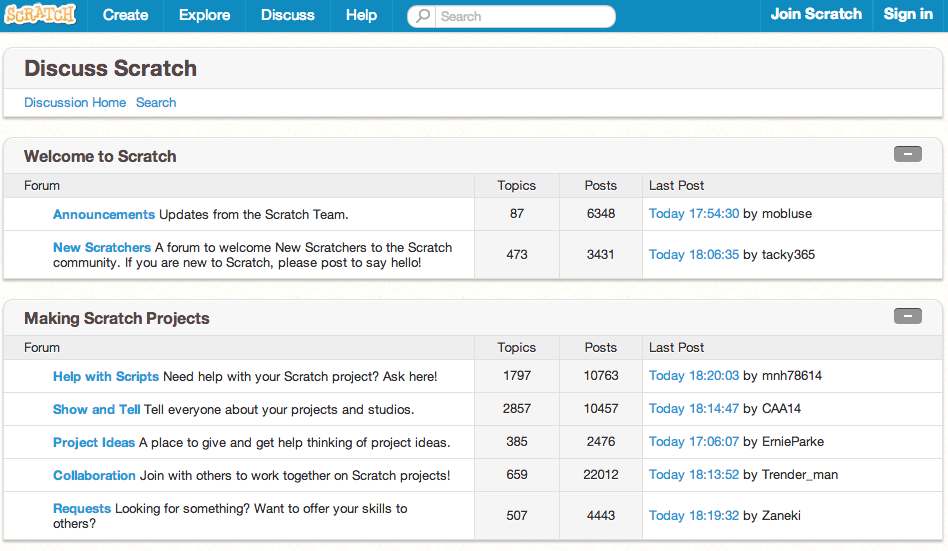 SCRATCH Create Explore Discuss Help Search Join Scratch Sign in
Discuss Scratch
Discussion Home Search
Welcome to Scratch
Forum Topics Posts Last Post
Announcements Updates from the Scratch Team. 87 6348 Today 17:54:30 by mobluse
New Scratchers A forum to welcome New Scratchers to the Scratch
community. If you are new to Scratch, please post to say hello! 473 3431 Today 18:06:35 by tacky365
Making Scratch Projects
Forum Topics Posts Last Post
Help with Scripts Need help with your Scratch project? Ask here! 1797 10763 Today 18:20:03 by mnh78614
Show and Tell Tell everyone about your projects and studios. 2857 10457 Today 18:14:47 by CAA14
Project Ideas A place to give and get help thinking of project ideas. 385 2476 Today 17:06:07 by ErnieParke
Collaboration Join with others to work together on Scratch projects! 659 22012 Today 18:13:52 by Trender_man
Requests Looking for something? Want to offer your skills to
others? 507 4443 Today 18:19:32 by Zaneki